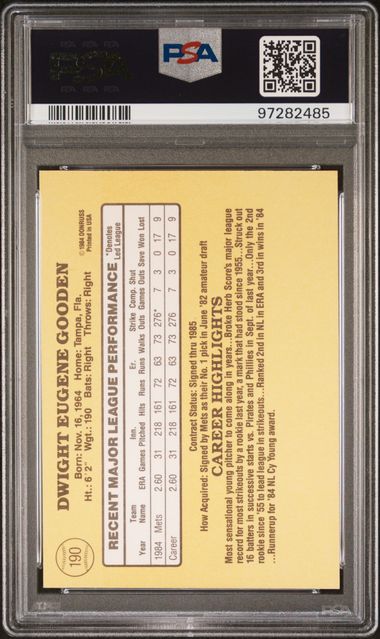 PSA
97282485
190
© 1984 DONRUSS
Printed in USA
DWIGHT EUGENE GOODEN
Born: Nov. 16, 1964 Home: Tampa, Fla.
Ht.: 6'2" Wgt.: 190 Bats: Right Throws: Right
RECENT MAJOR LEAGUE PERFORMANCE
*Denotes
Led League
Team Inn. Er. Strike Comp. Shut
Year Name ERA Games Pitched Hits Runs Runs Walks Outs Games Outs Save Won Lost
1984 Mets 2.60 31 218 161 72 63 73 276* 7 3 0 17 9
Career 2.60 31 218 161 72 63 73 276 7 3 0 17 9
Contract Status: Signed thru 1985
How Acquired: Signed by Mets as their No. 1 pick in June '82 amateur draft
CAREER HIGHLIGHTS
Most sensational young pitcher to come along in years...Broke Herb Score's major league
record for most strikeouts by a rookie last year, a mark that had stood since 1955...Struck out
16 batters in successive starts vs. Pirates and Phillies in Sept. of last year...Only the 2nd
rookie since '55 to lead league in strikeouts...Ranked 2nd in NL in ERA and 3rd in wins in '84
...Runnerup for '84 NL Cy Young award.